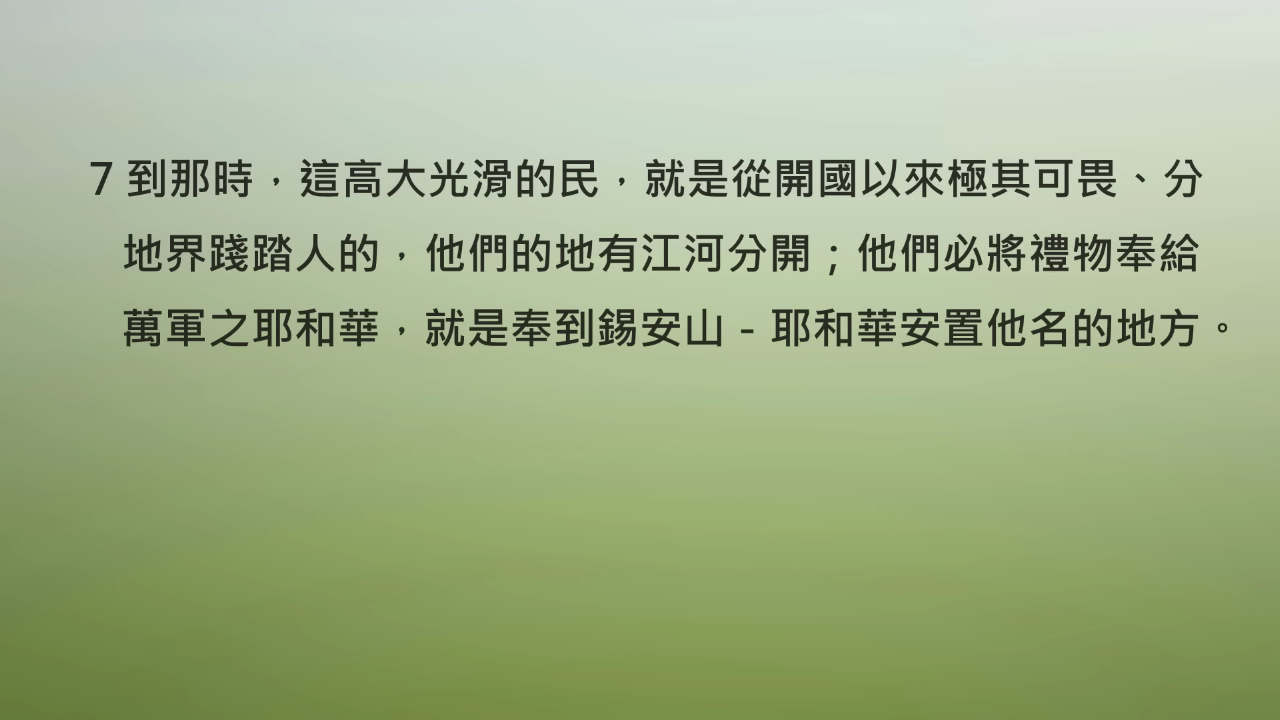 7 到那時，這高大光滑的民，就是從開國以來極其可畏、分
地界踐踏人的，他們的地有江河分開；他們必將禮物奉給
萬軍之耶和華，就是奉到錫安山－耶和華安置他名的地方。